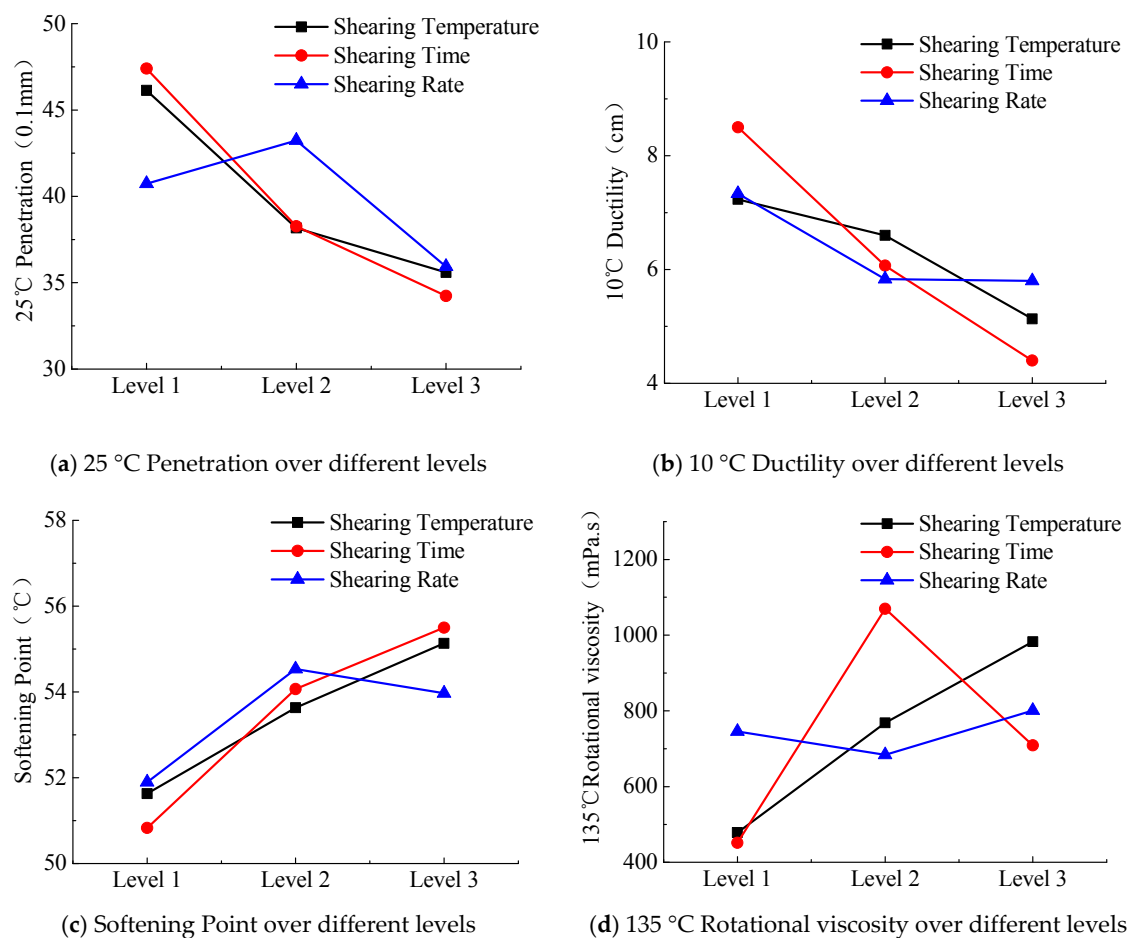 50
45
40
35
30
25℃ Penetration（0.1mm）
Shearing Temperature
Shearing Time
Shearing Rate
Level 1
Level 2
Level 3
(a) 25 °C Penetration over different levels
10
8
6
4
10℃ Ductility（cm）
Shearing Temperature
Shearing Time
Shearing Rate
Level 1
Level 2
Level 3
(b) 10 °C Ductility over different levels
58
56
54
52
50
Softening Point（℃）
Shearing Temperature
Shearing Time
Shearing Rate
Level 1
Level 2
Level 3
(c) Softening Point over different levels
1200
1000
800
600
400
135℃Rotational viscosity（mPa.s）
Shearing Temperature
Shearing Time
Shearing Rate
Level 1
Level 2
Level 3
(d) 135 °C Rotational viscosity over different levels